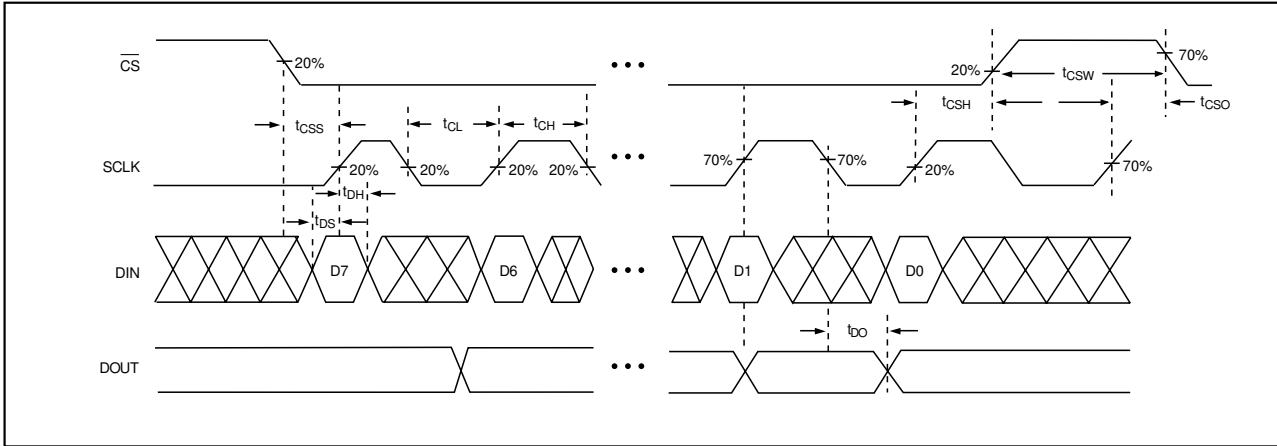 CS
20%
• • •
20%
tCSW
70%
tCSS
tCL
tCH
tCSH
tCSO
SCLK
20%
20%
20%
20%
• • •
70%
70%
20%
70%
tDH
tDS
DIN
D7
D6
• • •
D1
D0
tDO
DOUT
• • •